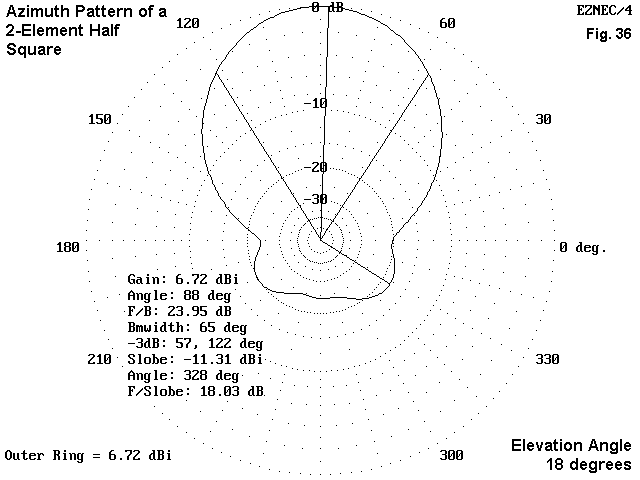 Azimuth Pattern of a
2-Element Half
Square
0 dB
EZNEC/4
Fig. 36
120
60
-10
150
30
-20
-30
180
0 deg.
Gain: 6.72 dBi
Angle: 88 deg
F/B: 23.95 dB
Bmwidth: 65 deg
-3dB: 57, 122 deg
Slobe: -11.31 dBi
Angle: 328 deg
F/Slobe: 18.03 dB
210
330
300
Outer Ring = 6.72 dBi
Elevation Angle
18 degrees